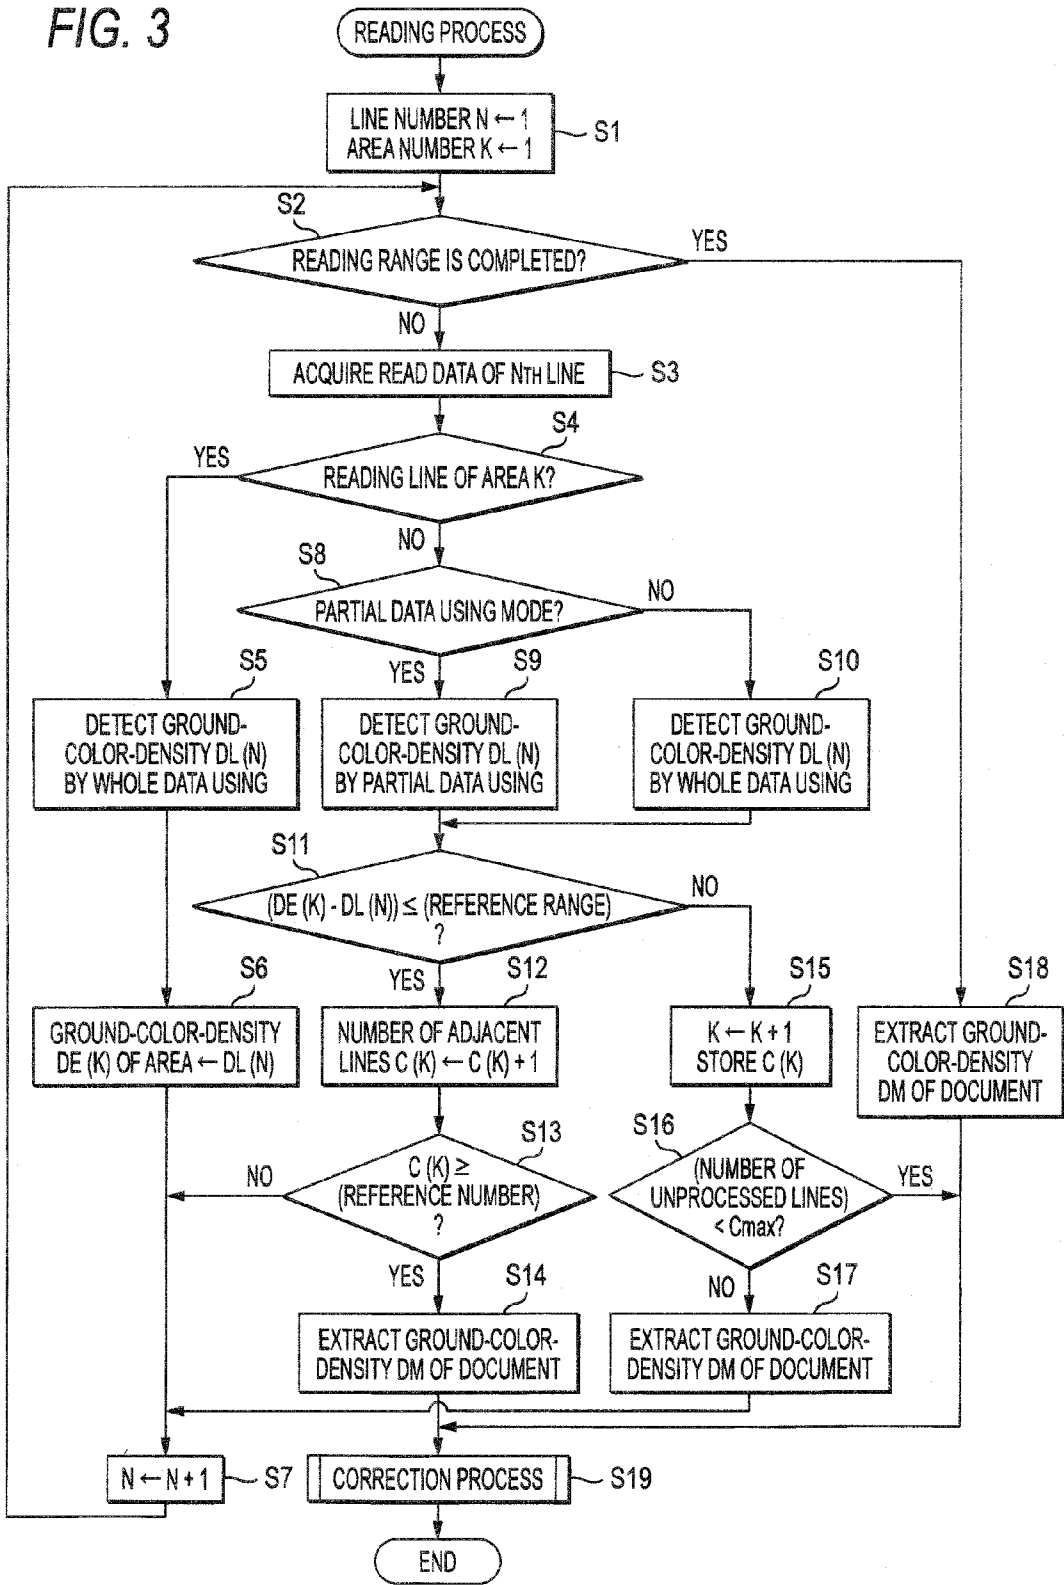 FIG. 3
READING PROCESS
LINE NUMBER N ← 1
AREA NUMBER K ← 1
S1
S2
READING RANGE IS COMPLETED?
YES
NO
ACQUIRE READ DATA OF NTH LINE
S3
S4
YES
READING LINE OF AREA K?
NO
S8
PARTIAL DATA USING MODE?
NO
YES
S5
DETECT GROUND-
COLOR-DENSITY DL (N)
BY WHOLE DATA USING
S9
DETECT GROUND-
COLOR-DENSITY DL (N)
BY PARTIAL DATA USING
S10
DETECT GROUND-
COLOR-DENSITY DL (N)
BY WHOLE DATA USING
S11
(DE (K) - DL (N)) ≤ (REFERENCE RANGE)
?
NO
YES
S6
GROUND-COLOR-DENSITY
DE (K) OF AREA ← DL (N)
S12
NUMBER OF ADJACENT
LINES C (K) ← C (K) + 1
S15
K ← K + 1
STORE C (K)
S18
EXTRACT GROUND-
COLOR-DENSITY
DM OF DOCUMENT
S13
C (K) ≥
(REFERENCE NUMBER)
?
NO
YES
S16
(NUMBER OF
UNPROCESSED LINES)
< Cmax?
YES
NO
S14
EXTRACT GROUND-COLOR-
DENSITY DM OF DOCUMENT
S17
EXTRACT GROUND-COLOR-
DENSITY DM OF DOCUMENT
N ← N + 1
S7
CORRECTION PROCESS
S19
END